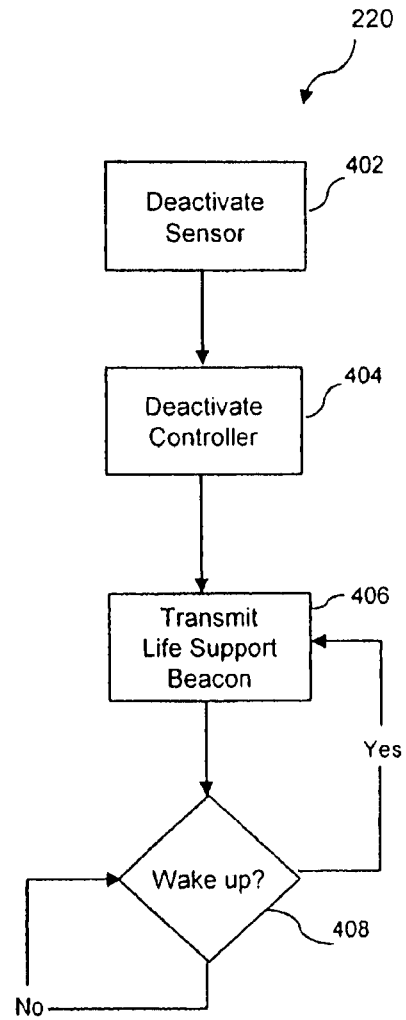 220
402
Deactivate
Sensor
404
Deactivate
Controller
406
Transmit
Life Support
Beacon
Yes
Wake up?
408
No